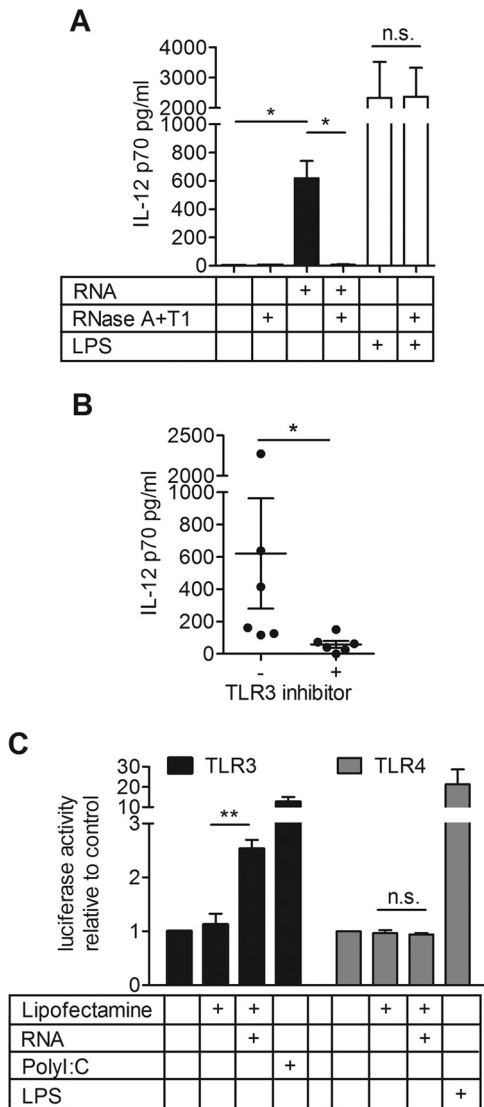 A
n.s.
4000
3000
2000
1000
800
600
400
200
0
IL-12 p70 pg/ml
* *
RNA + +
RNase A+T1 + + +
LPS + +
B
2500
2000
1000
800
600
400
200
0
IL-12 p70 pg/ml
*
- +
TLR3 inhibitor
C
30
20
10
3
2
1
0
luciferase activity
relative to control
TLR3 TLR4
**
n.s.
Lipofectamine + + + +
RNA + +
PolyI:C +
LPS +